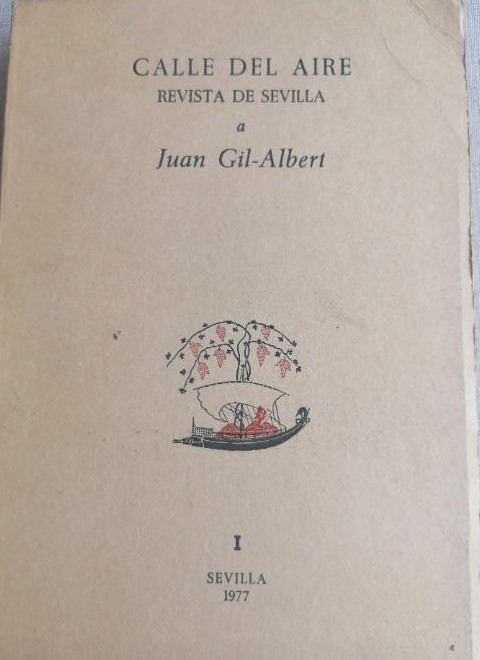 CALLE DEL AIRE
REVISTA DE SEVILLA
a
Juan Gil-Albert
I
SEVILLA
1977